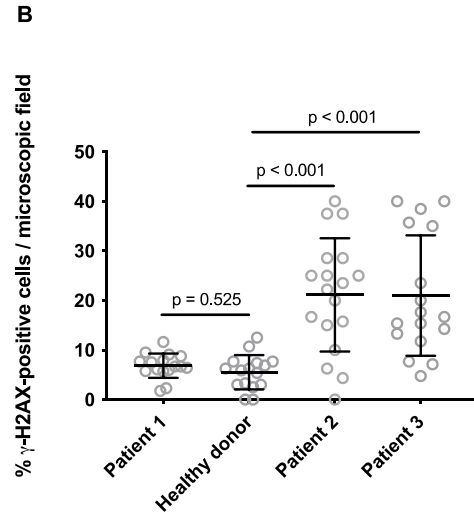 B
% γ-H2AX-positive cells / microscopic field
p < 0.001
p < 0.001
p = 0.525
50
40
30
20
10
0
Patient 1
Healthy donor
Patient 2
Patient 3